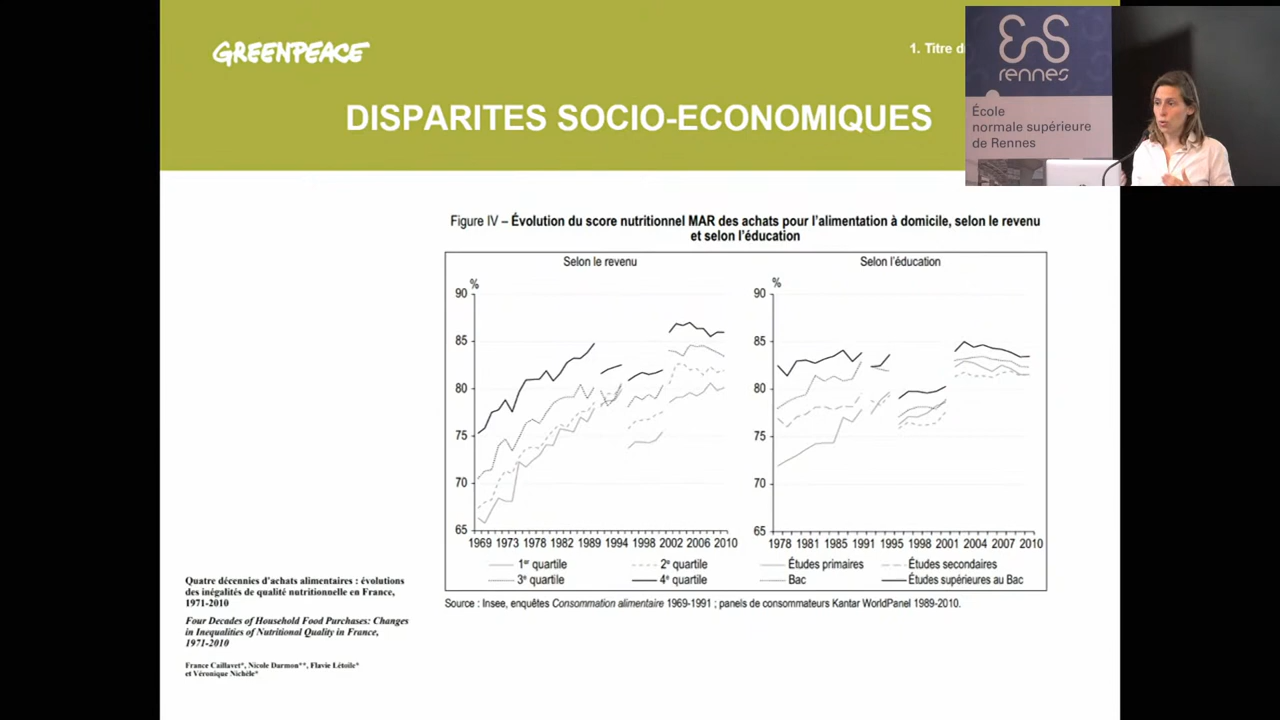 GREENPEACE
1. Titre d
DISPARITES SOCIO-ECONOMIQUES
ENS
rennes
École
normale supérieure
de Rennes
Figure IV – Évolution du score nutritionnel MAR des achats pour l'alimentation à domicile, selon le revenu
et selon l'éducation
Selon le revenu
%
90
85
80
75
70
65
1969 1973 1978 1982 1989 1994 1998 2002 2006 2010
1er quartile
2e quartile
3e quartile
4e quartile
Selon l'éducation
%
90
85
80
75
70
65
1978 1981 1986 1991 1995 1998 2001 2004 2007 2010
Études primaires
Études secondaires
Bac
Études supérieures au Bac
Source : Insee, enquêtes Consommation alimentaire 1969-1991 ; panels de consommateurs Kantar WorldPanel 1989-2010.
Quatre décennies d'achats alimentaires : évolutions
des inégalités de qualité nutritionnelle en France,
1971-2010
Four Decades of Household Food Purchases: Changes
in Inequalities of Nutritional Quality in France,
1971-2010
France Caillavet*, Nicole Darmon**, Flavie Létoile*
et Véronique Nichèle*